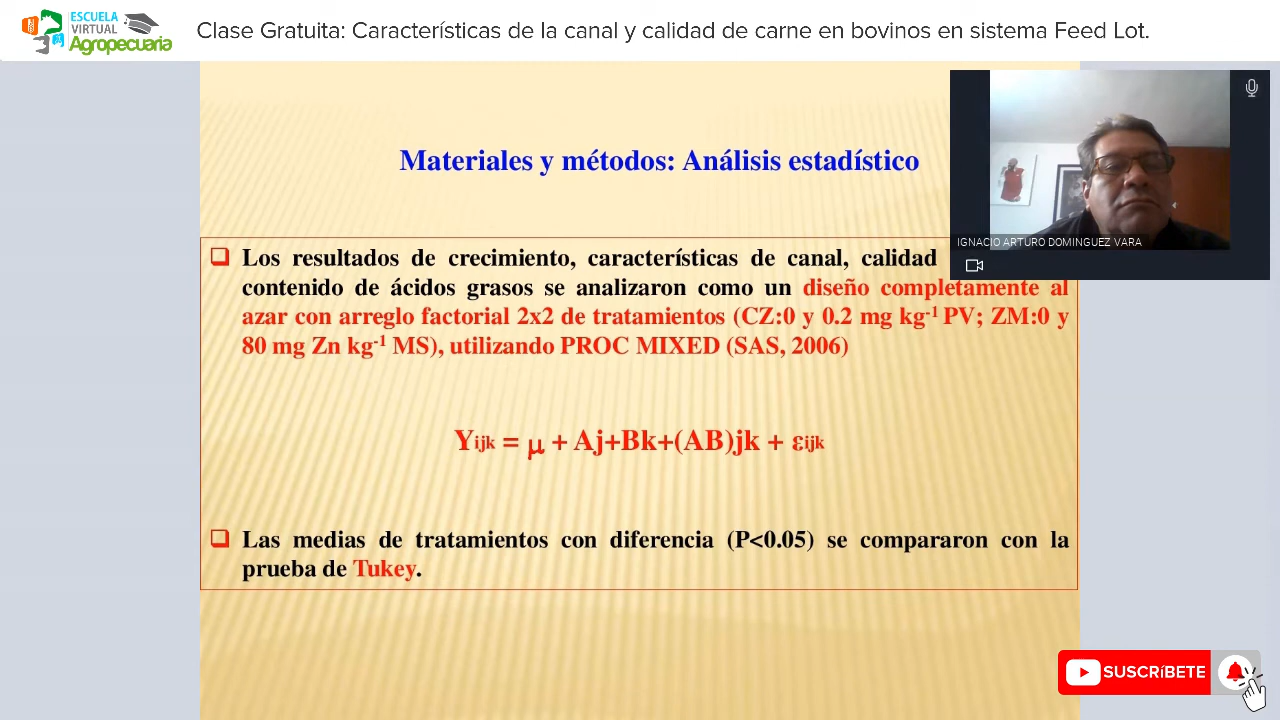 ESCUELA
VIRTUAL
Agropecuaria
Clase Gratuita: Características de la canal y calidad de carne en bovinos en sistema Feed Lot.
Materiales y métodos: Análisis estadístico
IGNACIO ARTURO DOMINGUEZ VARA
Los resultados de crecimiento, características de canal, calidad
contenido de ácidos grasos se analizaron como un diseño completamente al
azar con arreglo factorial 2x2 de tratamientos (CZ:0 y 0.2 mg kg⁻¹ PV; ZM:0 y
80 mg Zn kg⁻¹ MS), utilizando PROC MIXED (SAS, 2006)
Yijk = μ + Aj+Bk+(AB)jk + εijk
Las medias de tratamientos con diferencia (P<0.05) se compararon con la
prueba de Tukey.
SUSCRíBETE